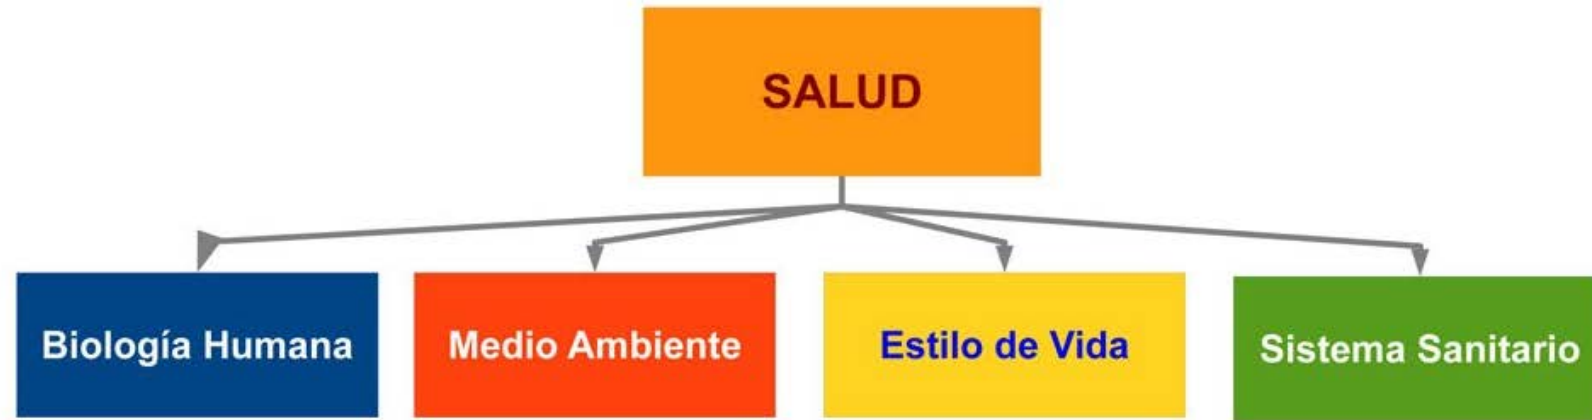 SALUD
Biología Humana
Medio Ambiente
Estilo de Vida
Sistema Sanitario